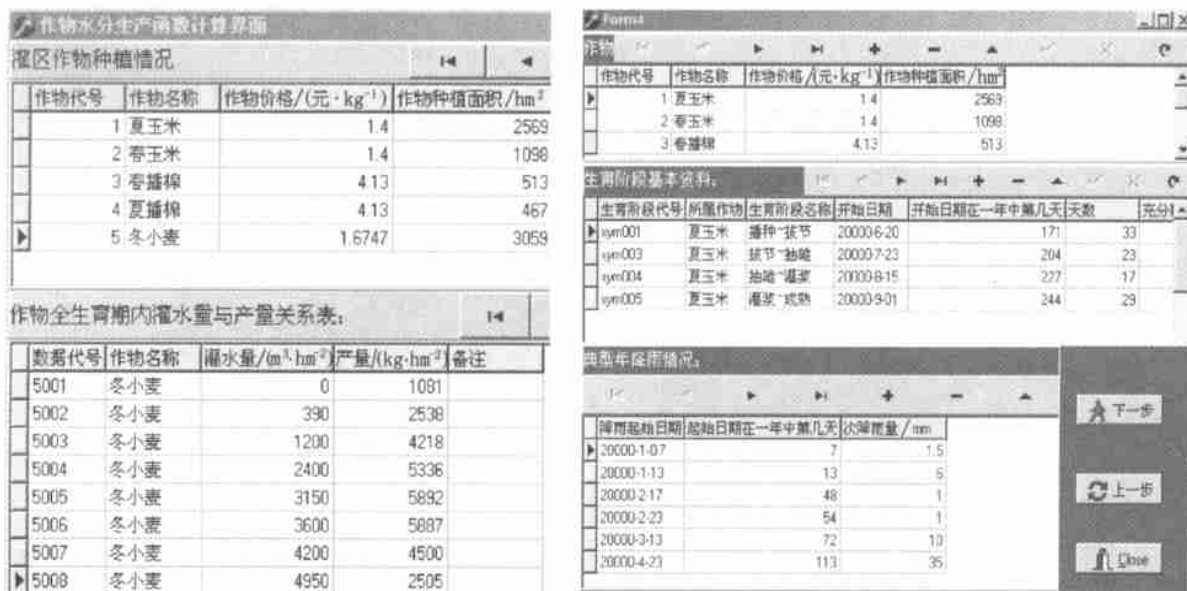 作物水分生产函数计算界面
灌区作物种植情况
作物代号 作物名称 作物价格/(元·kg⁻¹) 作物种植面积/hm²
1 夏玉米 1.4 2569
2 春玉米 1.4 1098
3 春播棉 4.13 513
4 夏播棉 4.13 467
5 冬小麦 1.6747 3059
作物全生育期内灌水量与产量关系表:
数据代号 作物名称 灌水量/(m³·hm⁻²) 产量/(kg·hm⁻²) 备注
5001 冬小麦 0 1081
5002 冬小麦 390 2538
5003 冬小麦 1200 4218
5004 冬小麦 2400 5336
5005 冬小麦 3150 5892
5006 冬小麦 3600 5887
5007 冬小麦 4200 4500
5008 冬小麦 4950 2505
Form4
作物
作物代号 作物名称 作物价格/(元·kg⁻¹) 作物种植面积/hm²
1 夏玉米 1.4 2569
2 春玉米 1.4 1098
3 春播棉 4.13 513
生育阶段基本资料:
生育阶段代号 所属作物 生育阶段名称 开始日期 开始日期在一年中第几天 天数 充分
xym001 夏玉米 播种~拔节 20000-6-20 171 33
xym003 夏玉米 拔节~抽雄 20000-7-23 204 23
xym004 夏玉米 抽雄~灌浆 20000-8-15 227 17
xym005 夏玉米 灌浆~成熟 20000-9-01 244 29
典型年降雨情况:
降雨起始日期 起始日期在一年中第几天 次降雨量/mm
20000-1-07 7 1.5
20000-1-13 13 6
20000-2-17 48 1
20000-2-23 54 1
20000-3-13 72 10
20000-4-23 113 35
下一步
上一步
Close